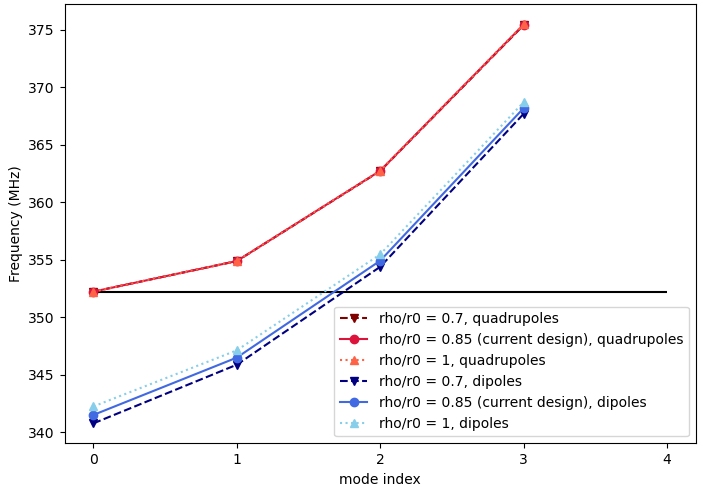 375
370
365
360
355
350
345
340
Frequency (MHz)
rho/r0 = 0.7, quadrupoles
rho/r0 = 0.85 (current design), quadrupoles
rho/r0 = 1, quadrupoles
rho/r0 = 0.7, dipoles
rho/r0 = 0.85 (current design), dipoles
rho/r0 = 1, dipoles
0 1 2 3 4
mode index